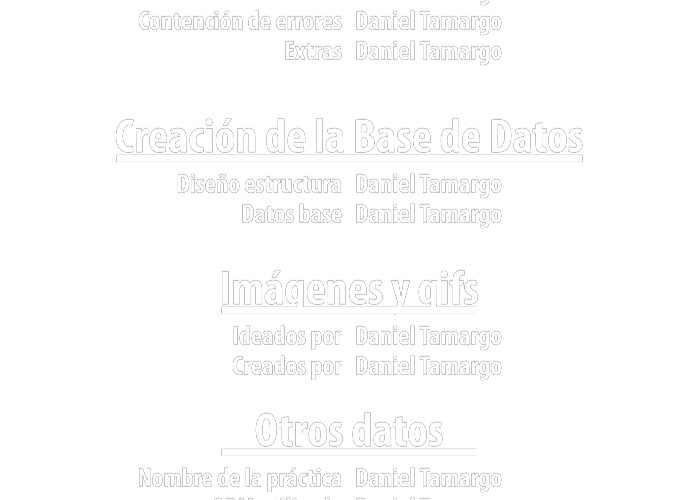 Contención de errores Daniel Tamargo
Extras Daniel Tamargo
Creación de la Base de Datos
Diseño estructura Daniel Tamargo
Datos base Daniel Tamargo
Imágenes y gifs
Ideados por Daniel Tamargo
Creados por Daniel Tamargo
Otros datos
Nombre de la práctica Daniel Tamargo